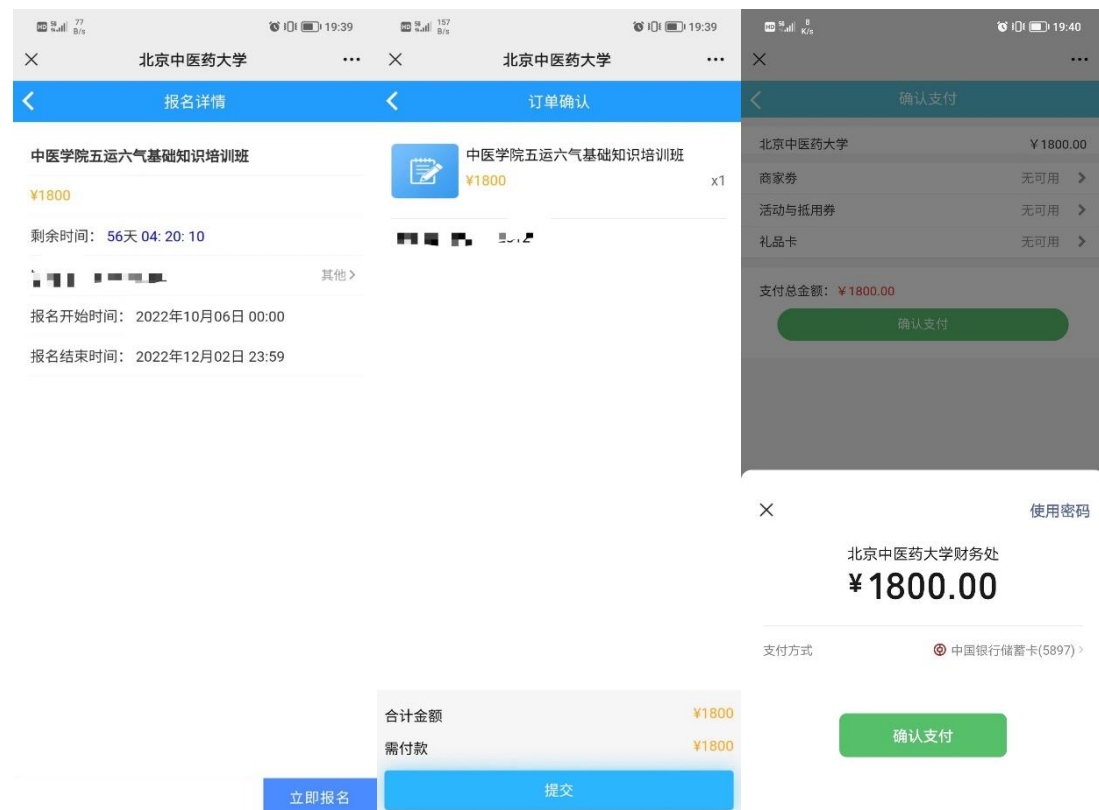 HD 5G 77 B/s 19:39
北京中医药大学
报名详情
中医学院五运六气基础知识培训班
¥1800
剩余时间： 56天 04: 20: 10
其他
报名开始时间： 2022年10月06日 00:00
报名结束时间： 2022年12月02日 23:59
立即报名
HD 5G 157 B/s 19:39
北京中医药大学
订单确认
中医学院五运六气基础知识培训班
¥1800 x1
合计金额 ¥1800
需付款 ¥1800
提交
HD 5G 8 K/s 19:40
确认支付
北京中医药大学 ￥1800.00
商家劵 无可用
活动与抵用券 无可用
礼品卡 无可用
支付总金额：￥1800.00
确认支付
使用密码
北京中医药大学财务处
¥1800.00
支付方式 中国银行储蓄卡(5897)
确认支付